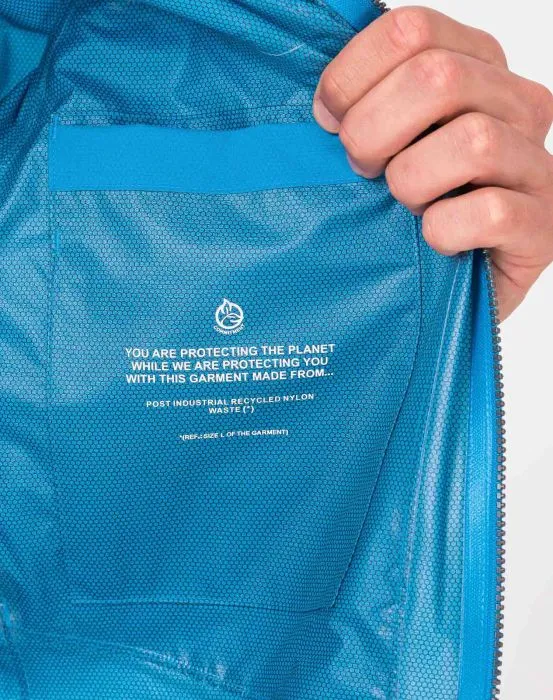 COMMITMENT
YOU ARE PROTECTING THE PLANET
WHILE WE ARE PROTECTING YOU
WITH THIS GARMENT MADE FROM...
POST INDUSTRIAL RECYCLED NYLON
WASTE (*)
*(REF.: SIZE L OF THE GARMENT)